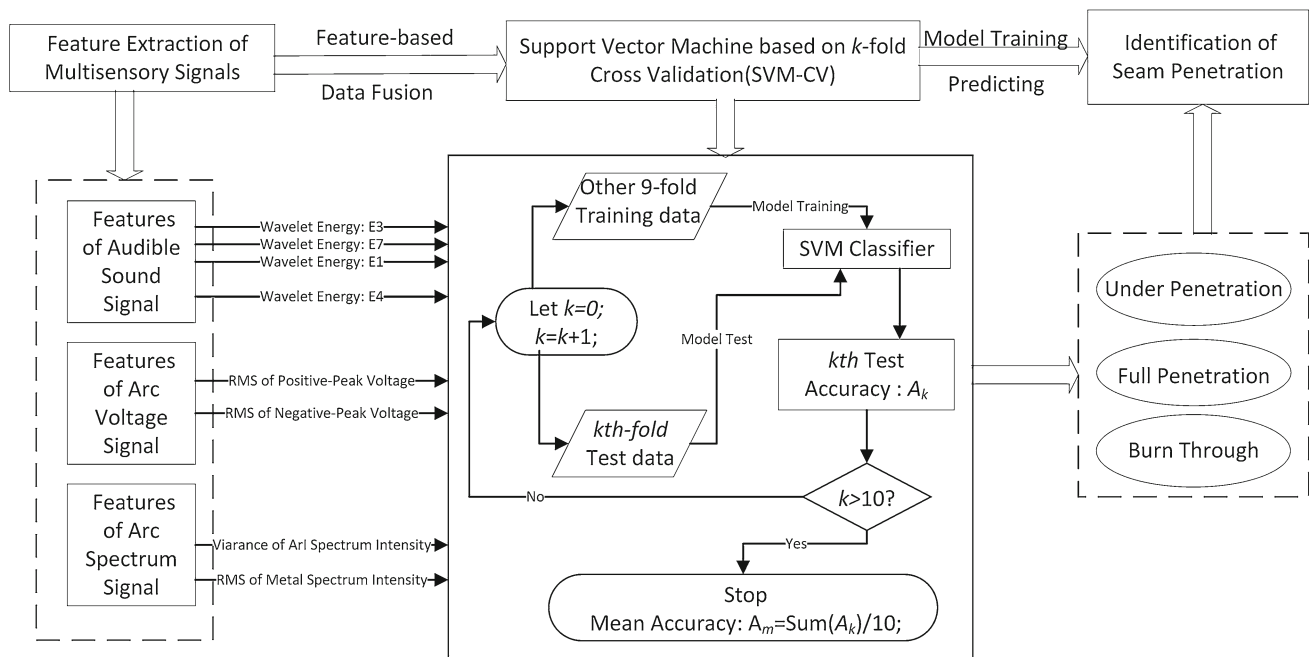 Feature Extraction of
Multisensory Signals
Feature-based
Data Fusion
Support Vector Machine based on k-fold
Cross Validation(SVM-CV)
Model Training
Predicting
Identification of
Seam Penetration
Features
of Audible
Sound
Signal
Wavelet Energy: E3
Wavelet Energy: E7
Wavelet Energy: E1
Wavelet Energy: E4
Features
of Arc
Voltage
Signal
RMS of Positive-Peak Voltage
RMS of Negative-Peak Voltage
Features
of Arc
Spectrum
Signal
Viarance of ArI Spectrum Intensity
RMS of Metal Spectrum Intensity
Other 9-fold
Training data
Model Training
SVM Classifier
Let k=0;
k=k+1;
Model Test
kth Test
Accuracy : Ak
kth-fold
Test data
k>10?
No
Yes
Stop
Mean Accuracy: Am=Sum(Ak)/10;
Under Penetration
Full Penetration
Burn Through